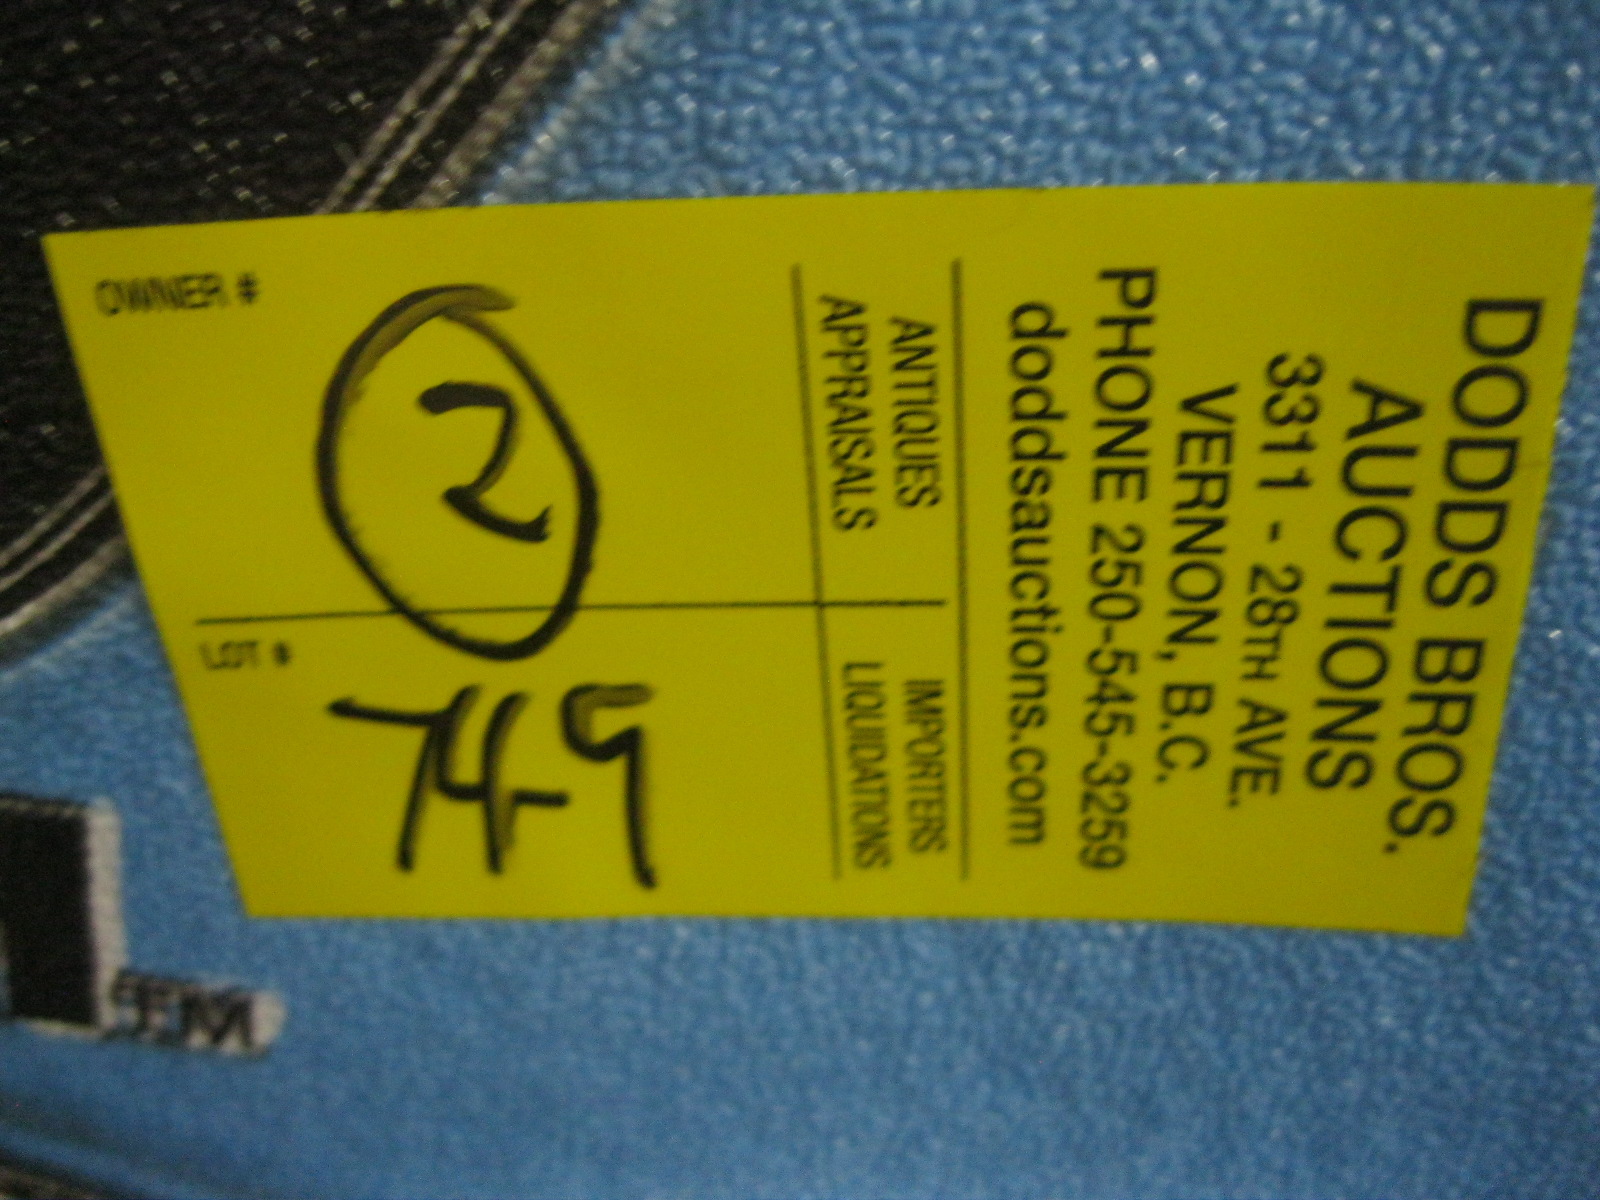 DODDS BROS.
AUCTIONS
3311 - 28TH AVE.
VERNON, B.C.
PHONE 250-545-3259
doddsauctions.com
ANTIQUES
APPRAISALS
IMPORTERS
LIQUIDATIONS
OWNER #
2
LOT #
749
TM